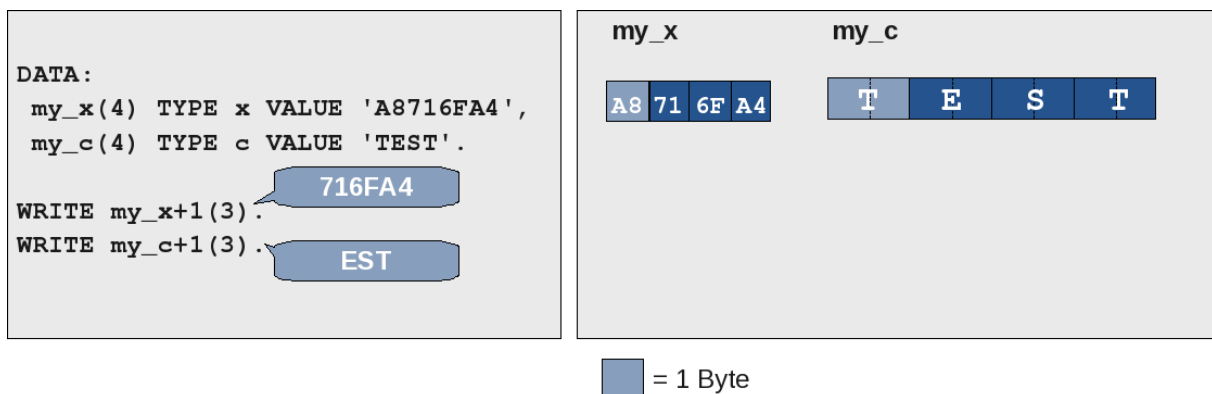 DATA:
my_x(4) TYPE x VALUE 'A8716FA4',
my_c(4) TYPE c VALUE 'TEST'.
716FA4
WRITE my_x+1(3).
WRITE my_c+1(3).
EST
my_x my_c
A8 71 6F A4 T E S T
= 1 Byte